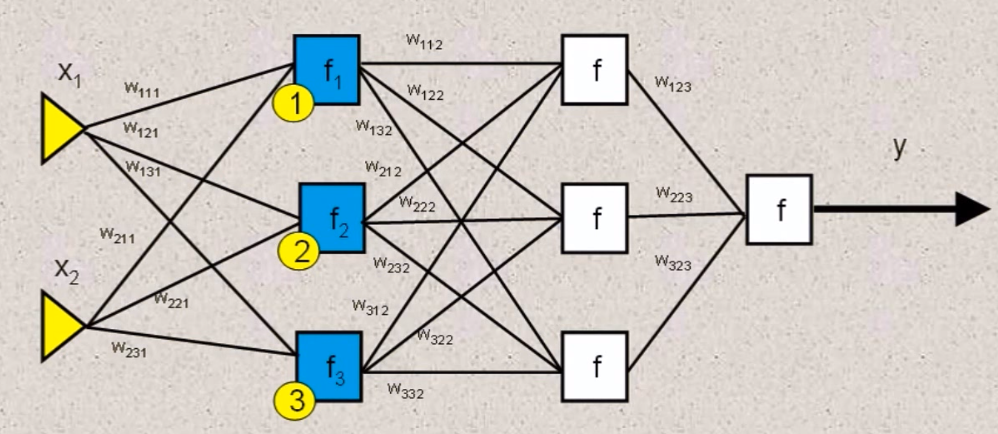 x₁
w₁₁₁
w₁₂₁
w₁₃₁
w₂₁₁
x₂
w₂₂₁
w₂₃₁
f₁
1
f₂
2
f₃
3
w₁₁₂
w₁₂₂
w₁₃₂
w₂₁₂
w₂₂₂
w₂₃₂
w₃₁₂
w₃₂₂
w₃₃₂
f
f
f
w₁₂₃
w₂₂₃
w₃₂₃
f
y